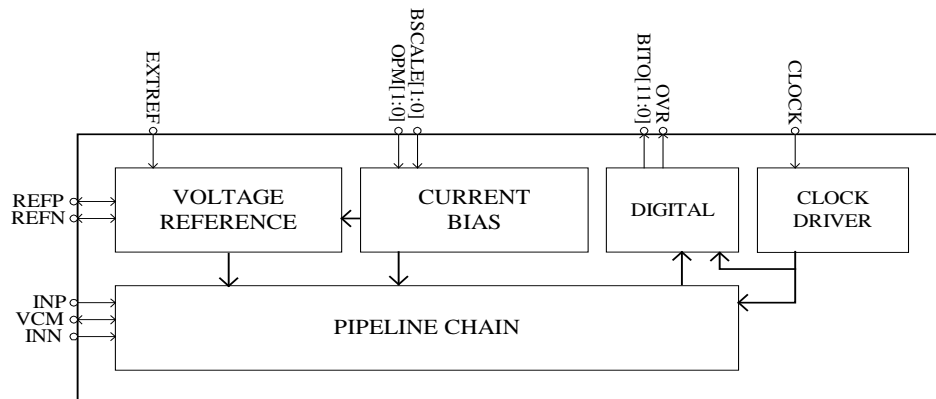 EXTREF
OPM[1:0]
BSCALE[1:0]
BITO[11:0]
OVR
CLOCK
REFP
REFN
VOLTAGE
REFERENCE
CURRENT
BIAS
DIGITAL
CLOCK
DRIVER
INP
VCM
INN
PIPELINE CHAIN